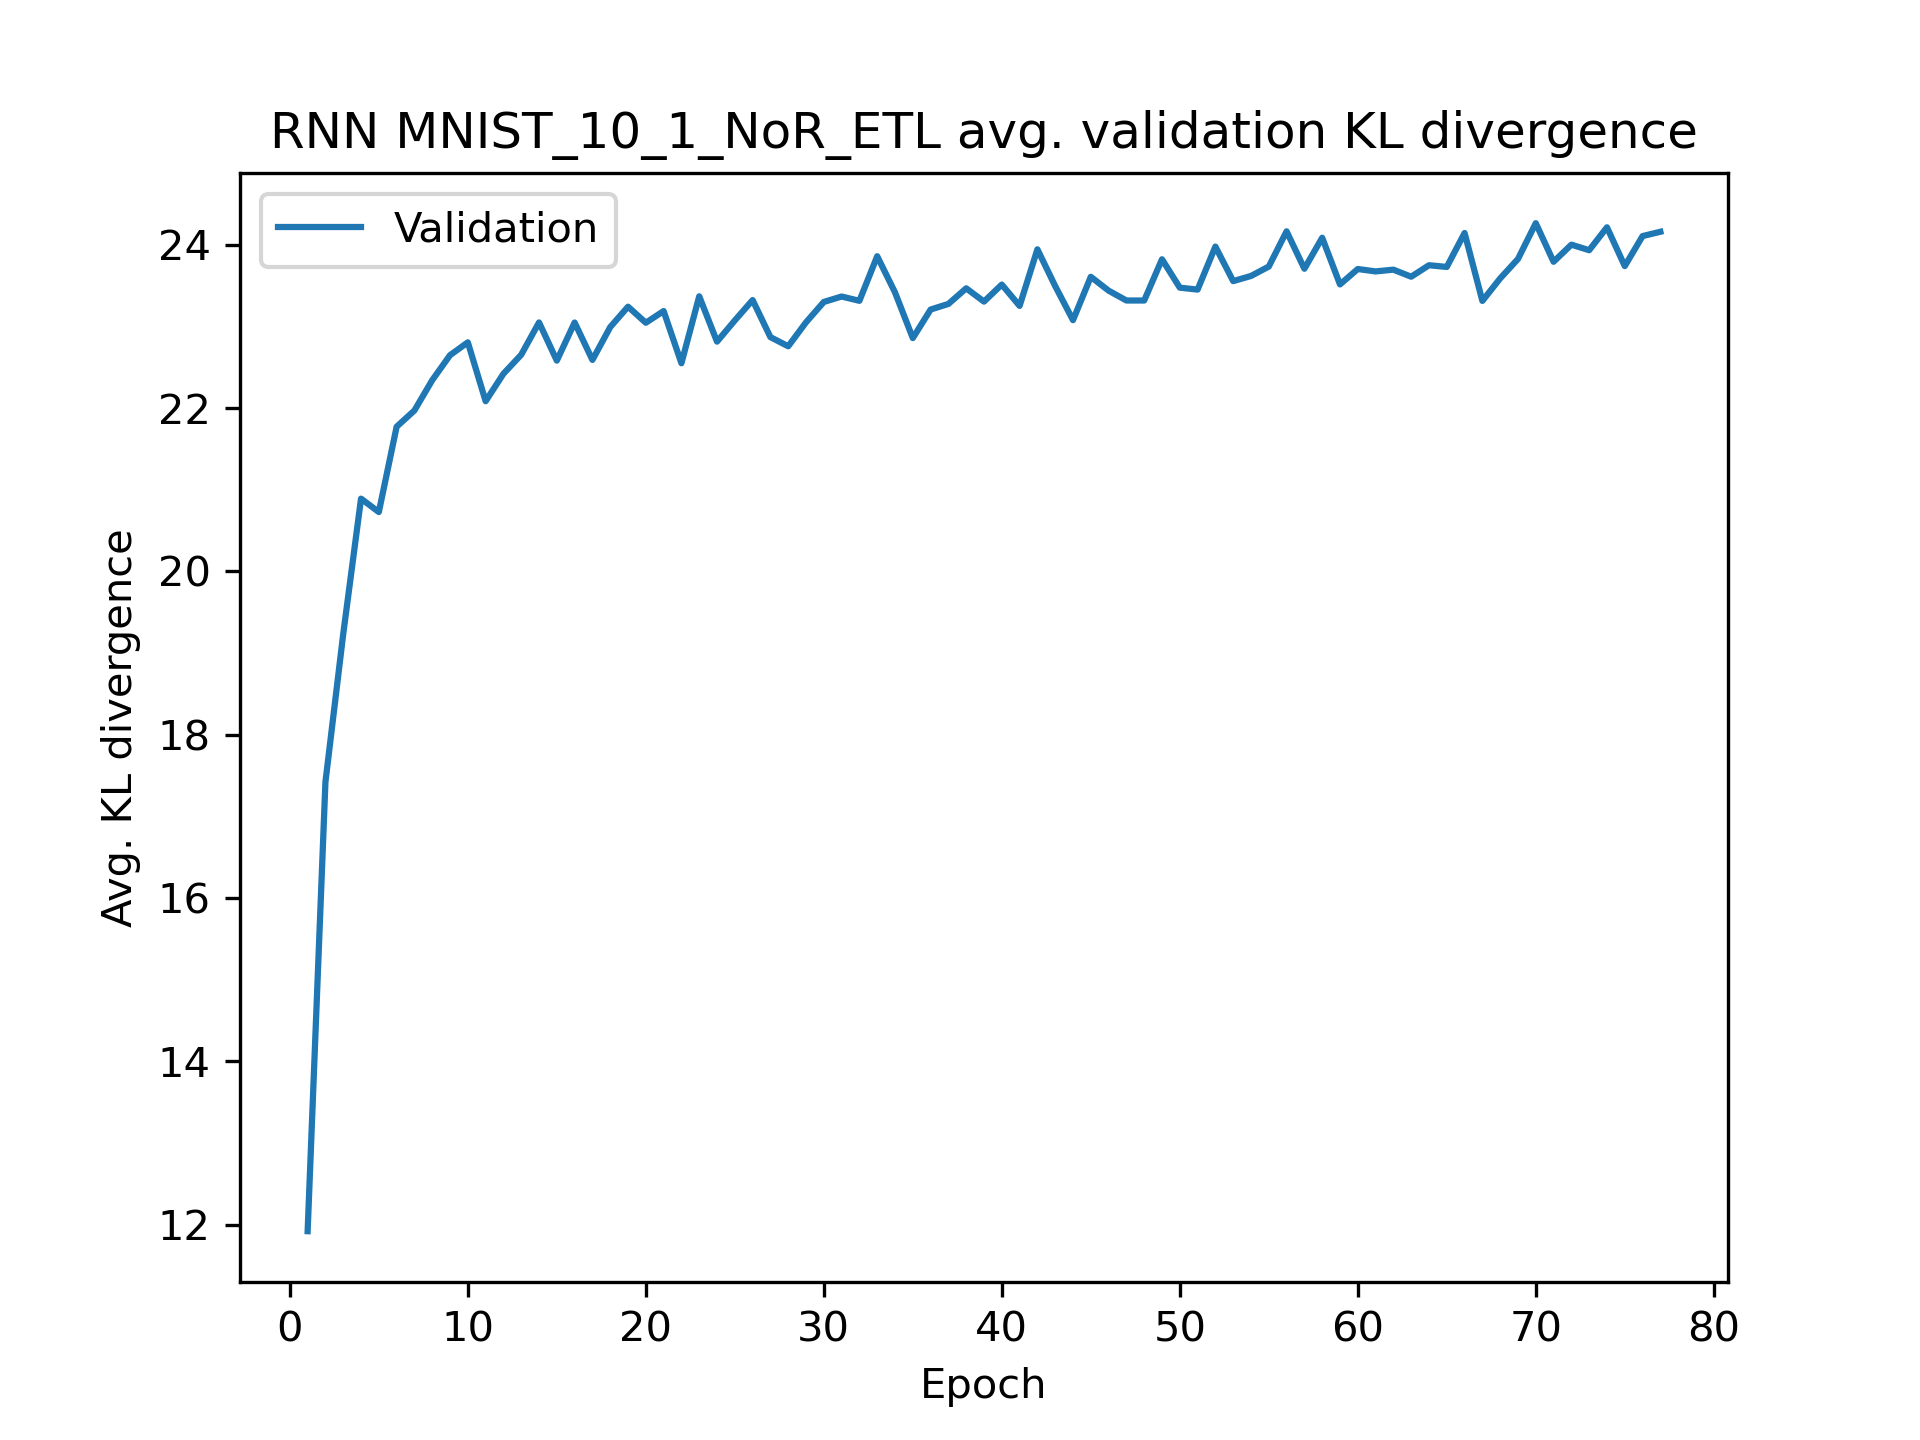 RNN MNIST_10_1_NoR_ETL avg. validation KL divergence
Validation
Avg. KL divergence
24
22
20
18
16
14
12
0 10 20 30 40 50 60 70 80
Epoch